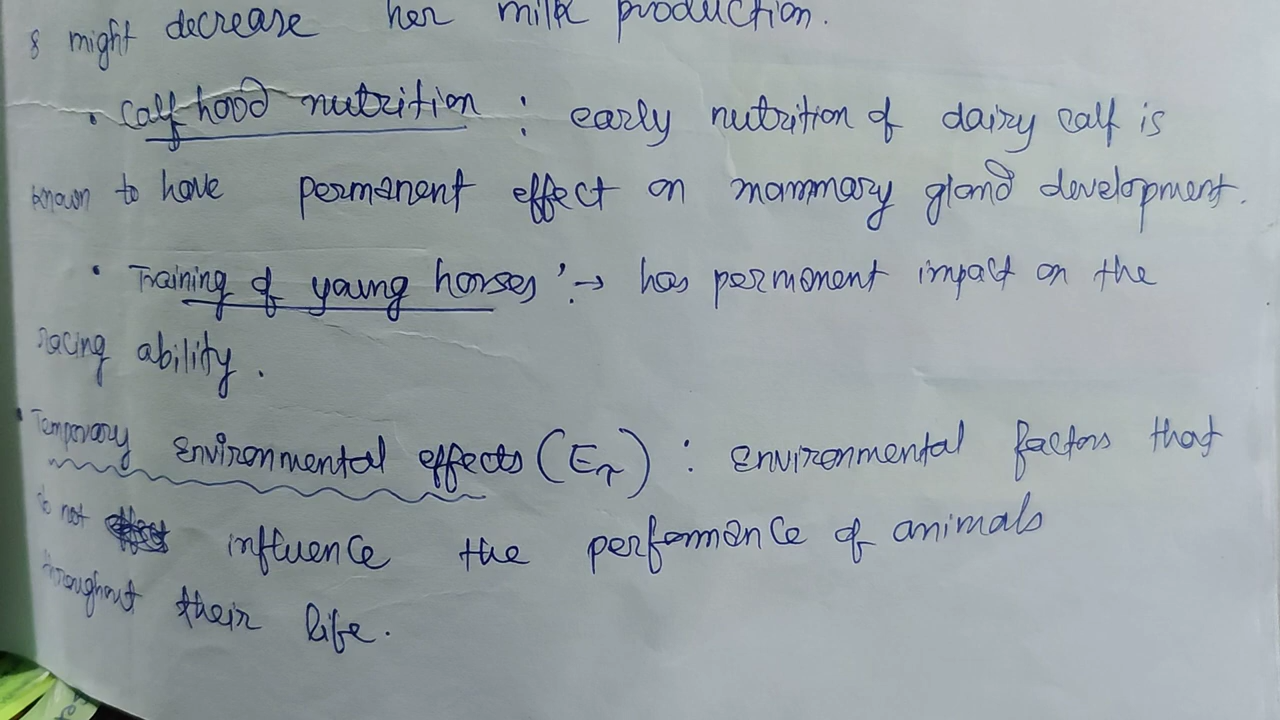 & might decrease her milk production.
• Calf hood nutrition : early nutrition of dairy calf is
known to have permanent effect on mammary gland development.
• Training of young horses :→ has permanent impact on the
racing ability.
• Temporary Environmental effects (ET) : environmental factors that
do not influence the performance of animals
throughout their life.